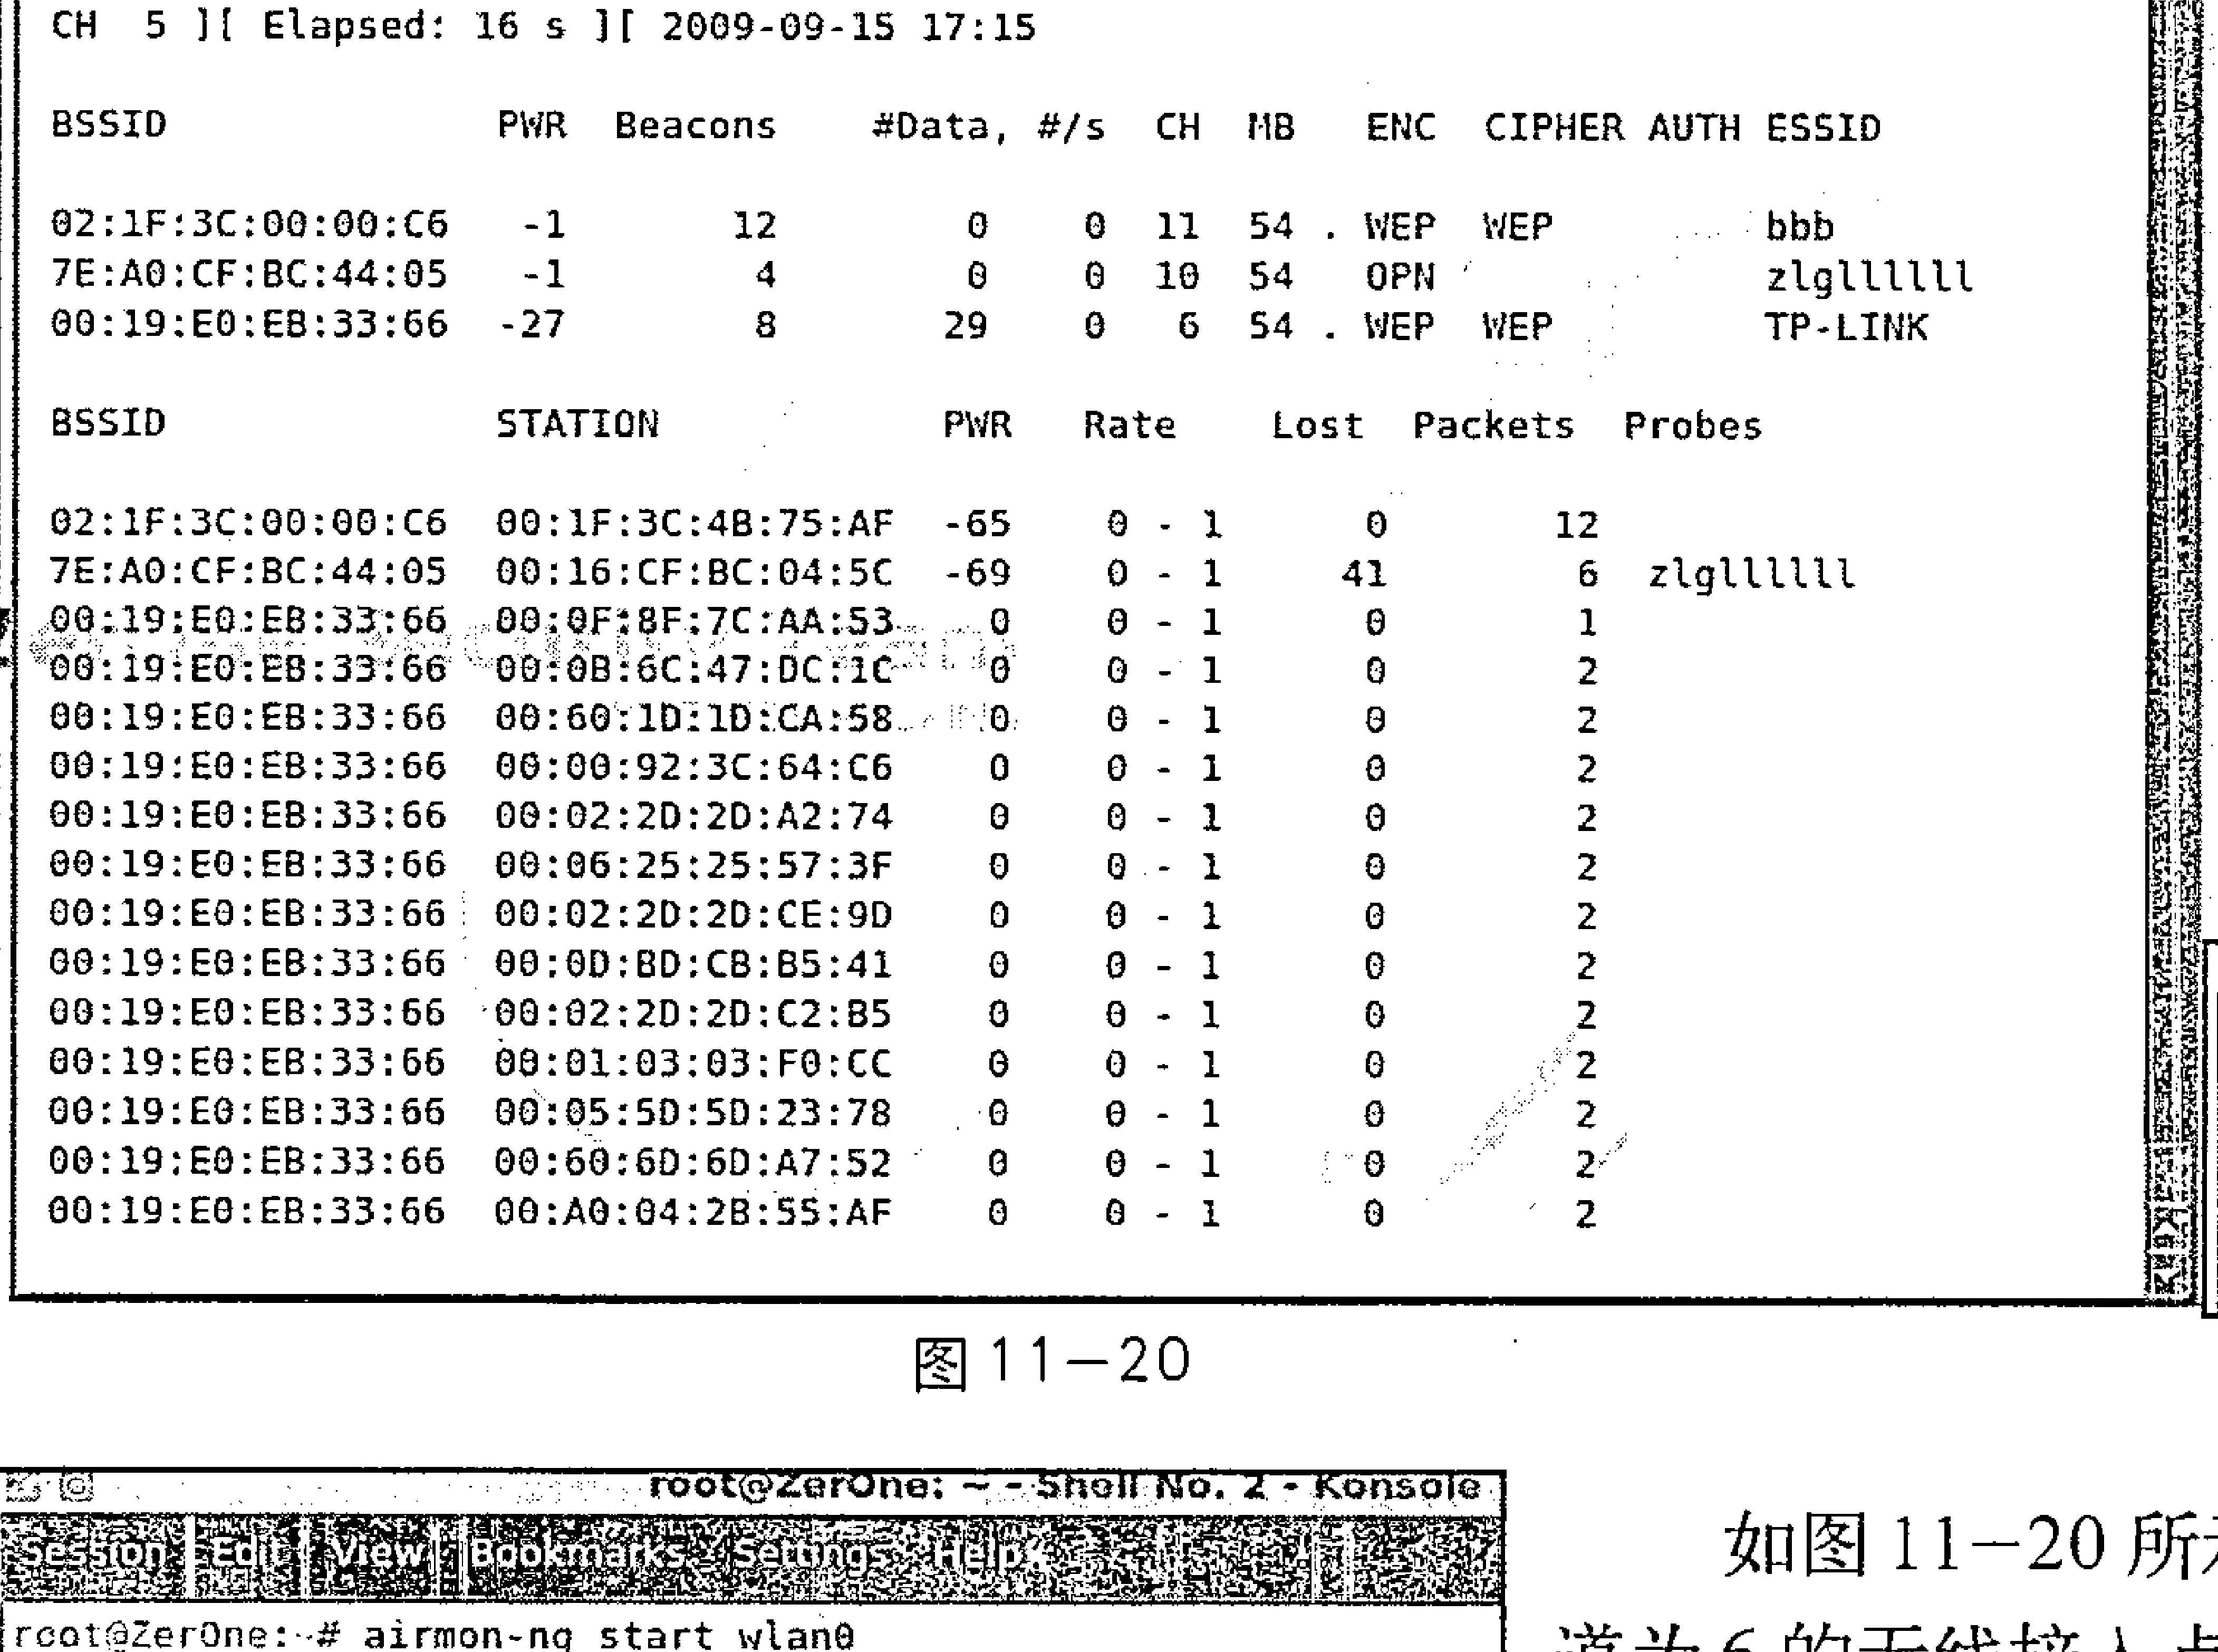 CH 5 ][ Elapsed: 16 s ][ 2009-09-15 17:15
BSSID PWR Beacons #Data, #/s CH MB ENC CIPHER AUTH ESSID
02:1F:3C:00:00:C6 -1 12 0 0 11 54 . WEP WEP bbb
7E:A0:CF:BC:44:05 -1 4 0 0 10 54 OPN zlgllllll
00:19:E0:EB:33:66 -27 8 29 0 6 54 . WEP WEP TP-LINK
BSSID STATION PWR Rate Lost Packets Probes
02:1F:3C:00:00:C6 00:1F:3C:4B:75:AF -65 0 - 1 0 12
7E:A0:CF:BC:44:05 00:16:CF:BC:04:5C -69 0 - 1 41 6 zlgllllll
00:19:E0:EB:33:66 00:0F:8F:7C:AA:53 0 0 - 1 0 1
00:19:E0:EB:33:66 00:0B:6C:47:DC:1C 0 0 - 1 0 2
00:19:E0:EB:33:66 00:60:1D:1D:CA:58 0 0 - 1 0 2
00:19:E0:EB:33:66 00:00:92:3C:64:C6 0 0 - 1 0 2
00:19:E0:EB:33:66 00:02:2D:2D:A2:74 0 0 - 1 0 2
00:19:E0:EB:33:66 00:06:25:25:57:3F 0 0 - 1 0 2
00:19:E0:EB:33:66 00:02:2D:2D:CE:9D 0 0 - 1 0 2
00:19:E0:EB:33:66 00:0D:BD:CB:B5:41 0 0 - 1 0 2
00:19:E0:EB:33:66 00:02:2D:2D:C2:B5 0 0 - 1 0 2
00:19:E0:EB:33:66 00:01:03:03:F0:CC 0 0 - 1 0 2
00:19:E0:EB:33:66 00:05:5D:5D:23:78 0 0 - 1 0 2
00:19:E0:EB:33:66 00:60:6D:6D:A7:52 0 0 - 1 0 2
00:19:E0:EB:33:66 00:A0:04:2B:55:AF 0 0 - 1 0 2
图 11-20
root@ZerOne: ~ - Shell No. 2 - Konsole
Session Edit View Bookmarks Settings Help
root@ZerOne:~# airmon-ng start wlan0
如图 11-20 所
道为 6 的无线接入